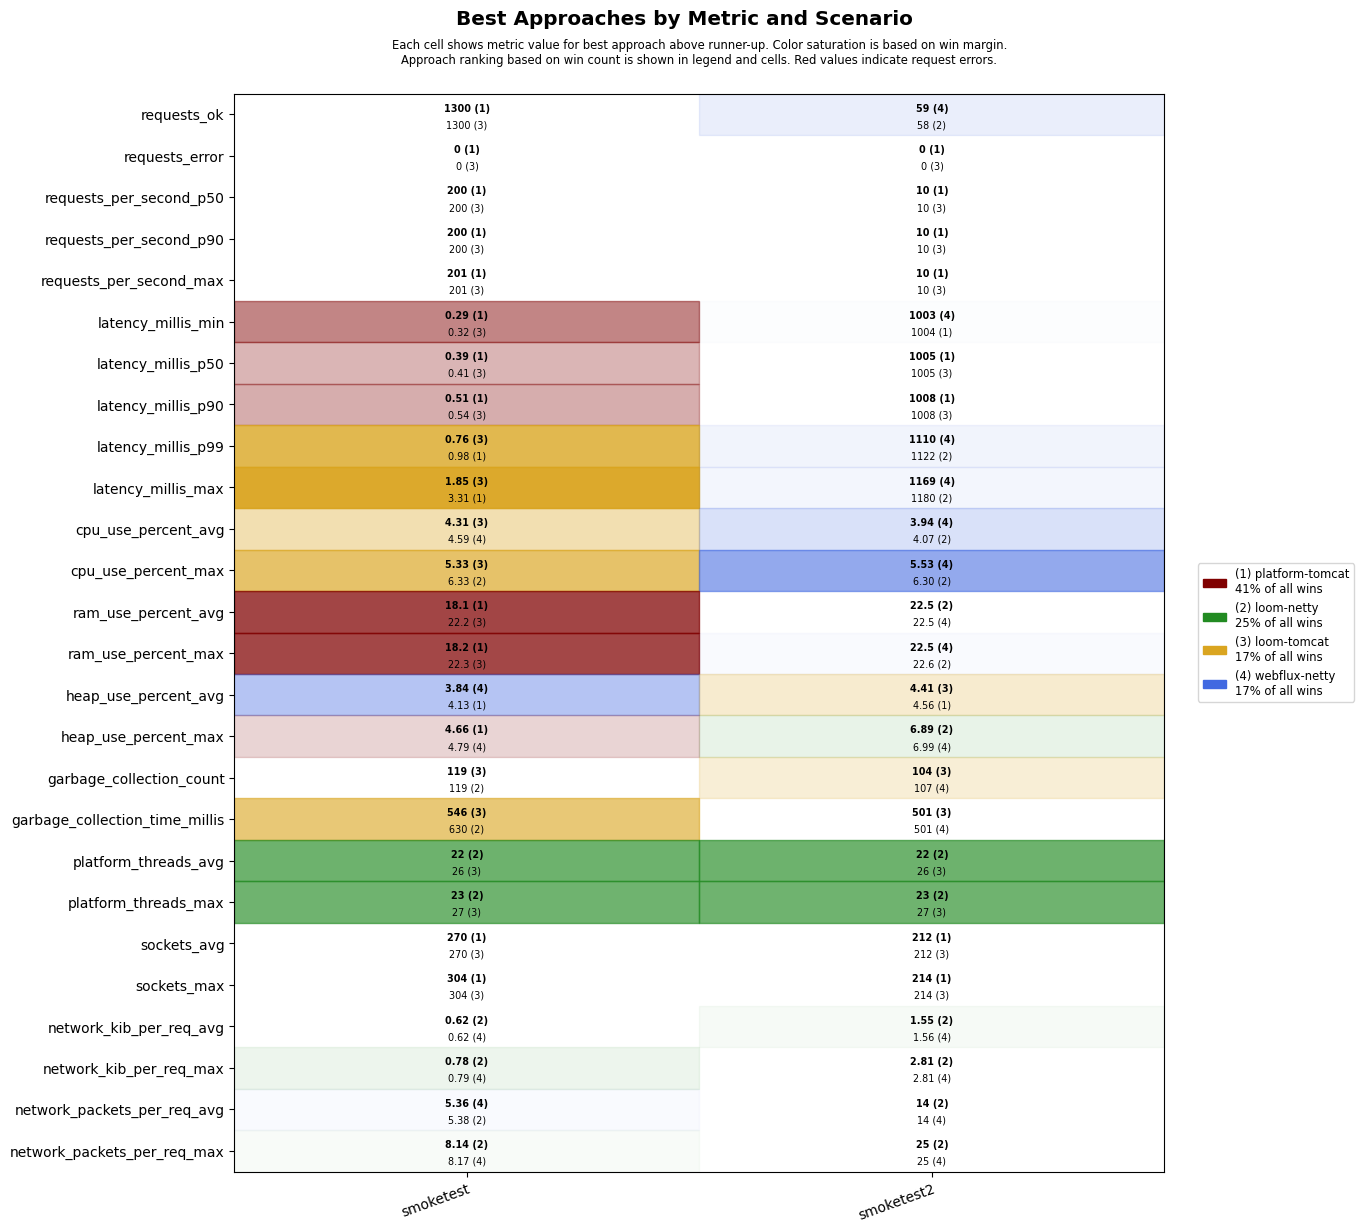 Best Approaches by Metric and Scenario
Each cell shows metric value for best approach above runner-up. Color saturation is based on win margin.
Approach ranking based on win count is shown in legend and cells. Red values indicate request errors.
requests_ok
1300 (1)
1300 (3)
59 (4)
58 (2)
requests_error
0 (1)
0 (3)
0 (1)
0 (3)
requests_per_second_p50
200 (1)
200 (3)
10 (1)
10 (3)
requests_per_second_p90
200 (1)
200 (3)
10 (1)
10 (3)
requests_per_second_max
201 (1)
201 (3)
10 (1)
10 (3)
latency_millis_min
0.29 (1)
0.32 (3)
1003 (4)
1004 (1)
latency_millis_p50
0.39 (1)
0.41 (3)
1005 (1)
1005 (3)
latency_millis_p90
0.51 (1)
0.54 (3)
1008 (1)
1008 (3)
latency_millis_p99
0.76 (3)
0.98 (1)
1110 (4)
1122 (2)
latency_millis_max
1.85 (3)
3.31 (1)
1169 (4)
1180 (2)
cpu_use_percent_avg
4.31 (3)
4.59 (4)
3.94 (4)
4.07 (2)
cpu_use_percent_max
5.33 (3)
6.33 (2)
5.53 (4)
6.30 (2)
ram_use_percent_avg
18.1 (1)
22.2 (3)
22.5 (2)
22.5 (4)
ram_use_percent_max
18.2 (1)
22.3 (3)
22.5 (4)
22.6 (2)
heap_use_percent_avg
3.84 (4)
4.13 (1)
4.41 (3)
4.56 (1)
heap_use_percent_max
4.66 (1)
4.79 (4)
6.89 (2)
6.99 (4)
garbage_collection_count
119 (3)
119 (2)
104 (3)
107 (4)
garbage_collection_time_millis
546 (3)
630 (2)
501 (3)
501 (4)
platform_threads_avg
22 (2)
26 (3)
22 (2)
26 (3)
platform_threads_max
23 (2)
27 (3)
23 (2)
27 (3)
sockets_avg
270 (1)
270 (3)
212 (1)
212 (3)
sockets_max
304 (1)
304 (3)
214 (1)
214 (3)
network_kib_per_req_avg
0.62 (2)
0.62 (4)
1.55 (2)
1.56 (4)
network_kib_per_req_max
0.78 (2)
0.79 (4)
2.81 (2)
2.81 (4)
network_packets_per_req_avg
5.36 (4)
5.38 (2)
14 (2)
14 (4)
network_packets_per_req_max
8.14 (2)
8.17 (4)
25 (2)
25 (4)
smoketest
smoketest2
(1) platform-tomcat
41% of all wins
(2) loom-netty
25% of all wins
(3) loom-tomcat
17% of all wins
(4) webflux-netty
17% of all wins